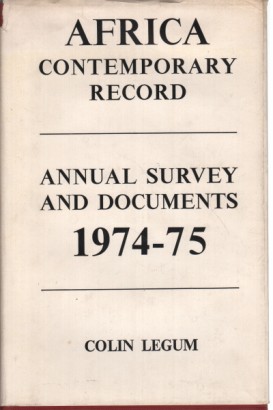 AFRICA
CONTEMPORARY
RECORD
ANNUAL SURVEY
AND DOCUMENTS
1974-75
COLIN LEGUM